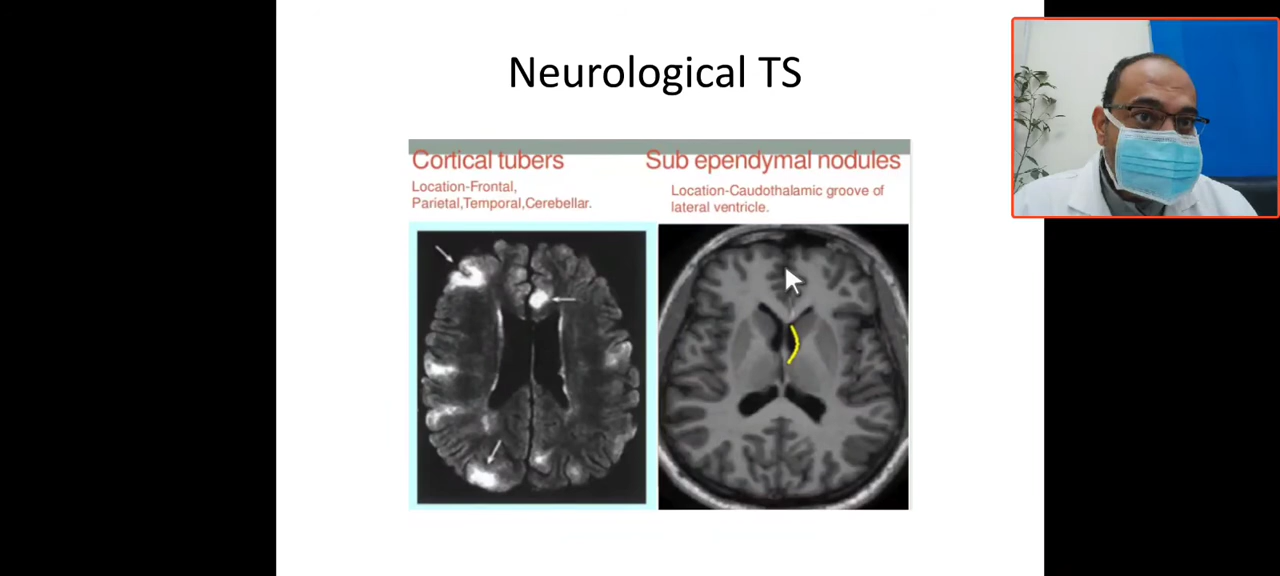 Neurological TS
Cortical tubers
Location-Frontal,
Parietal,Temporal,Cerebellar.
Sub ependymal nodules
Location-Caudothalamic groove of
lateral ventricle.